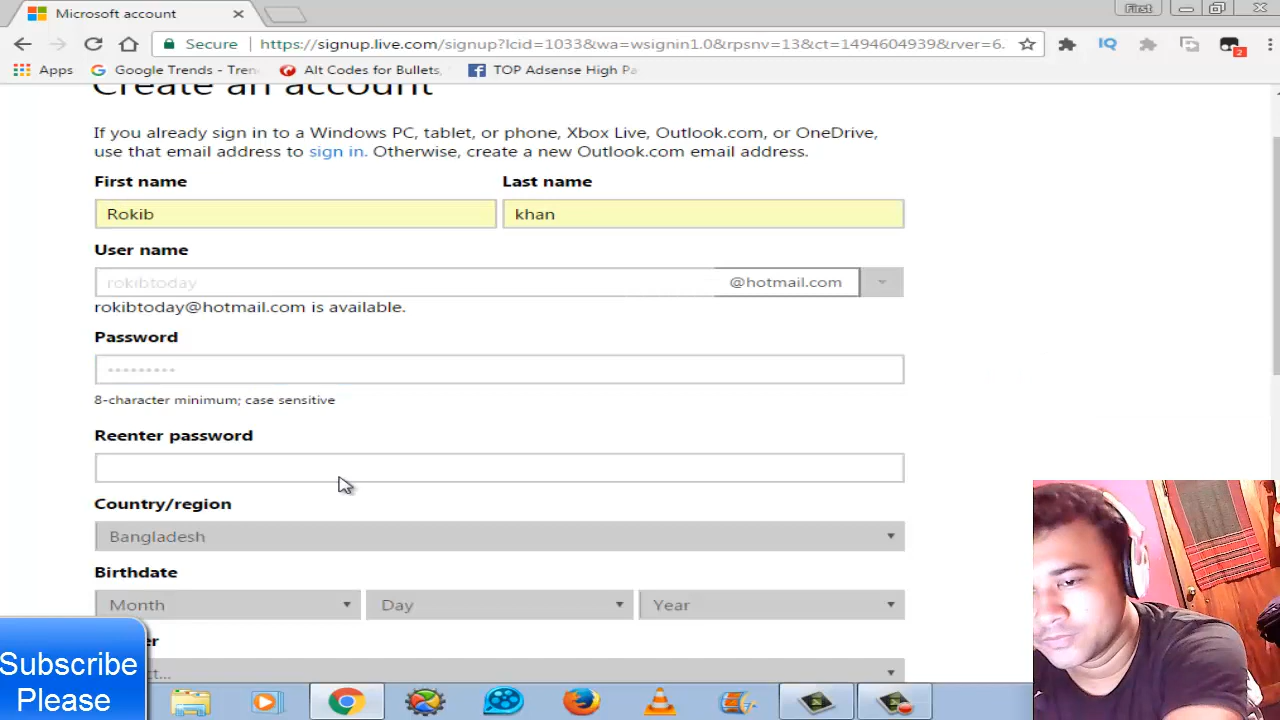 Microsoft account
First
Secure
https://signup.live.com/signup?lcid=1033&wa=wsignin1.0&rpsnv=13&ct=1494604939&rver=6.
IQ
2
Apps
Google Trends - Tren
Alt Codes for Bullets,
TOP Adsense High Pa
Create an account
If you already sign in to a Windows PC, tablet, or phone, Xbox Live, Outlook.com, or OneDrive,
use that email address to sign in. Otherwise, create a new Outlook.com email address.
First name
Last name
Rokib
khan
User name
rokibtoday
@hotmail.com
rokibtoday@hotmail.com is available.
Password
8-character minimum; case sensitive
Reenter password
Country/region
Bangladesh
Birthdate
Month
Day
Year
er
ct...
Subscribe
Please